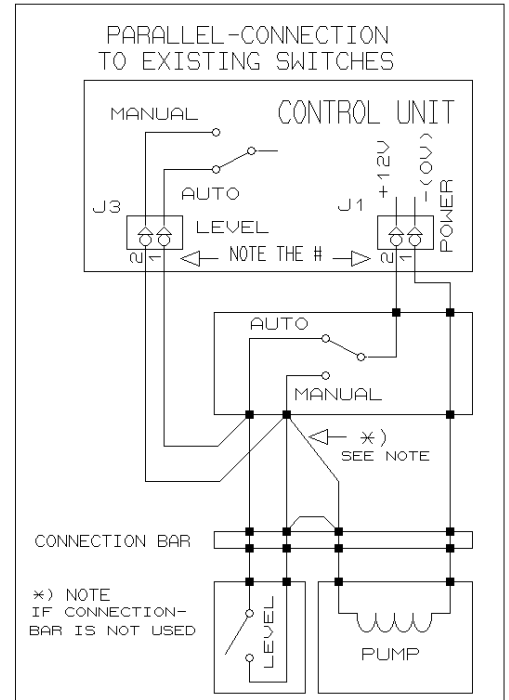 PARALLEL-CONNECTION
TO EXISTING SWITCHES
MANUAL
CONTROL UNIT
AUTO
+12V
-(0V)
J3
LEVEL
J1
POWER
2 1
NOTE THE #
2 1
AUTO
MANUAL
*)
SEE NOTE
CONNECTION BAR
*) NOTE
IF CONNECTION-
BAR IS NOT USED
LEVEL
PUMP